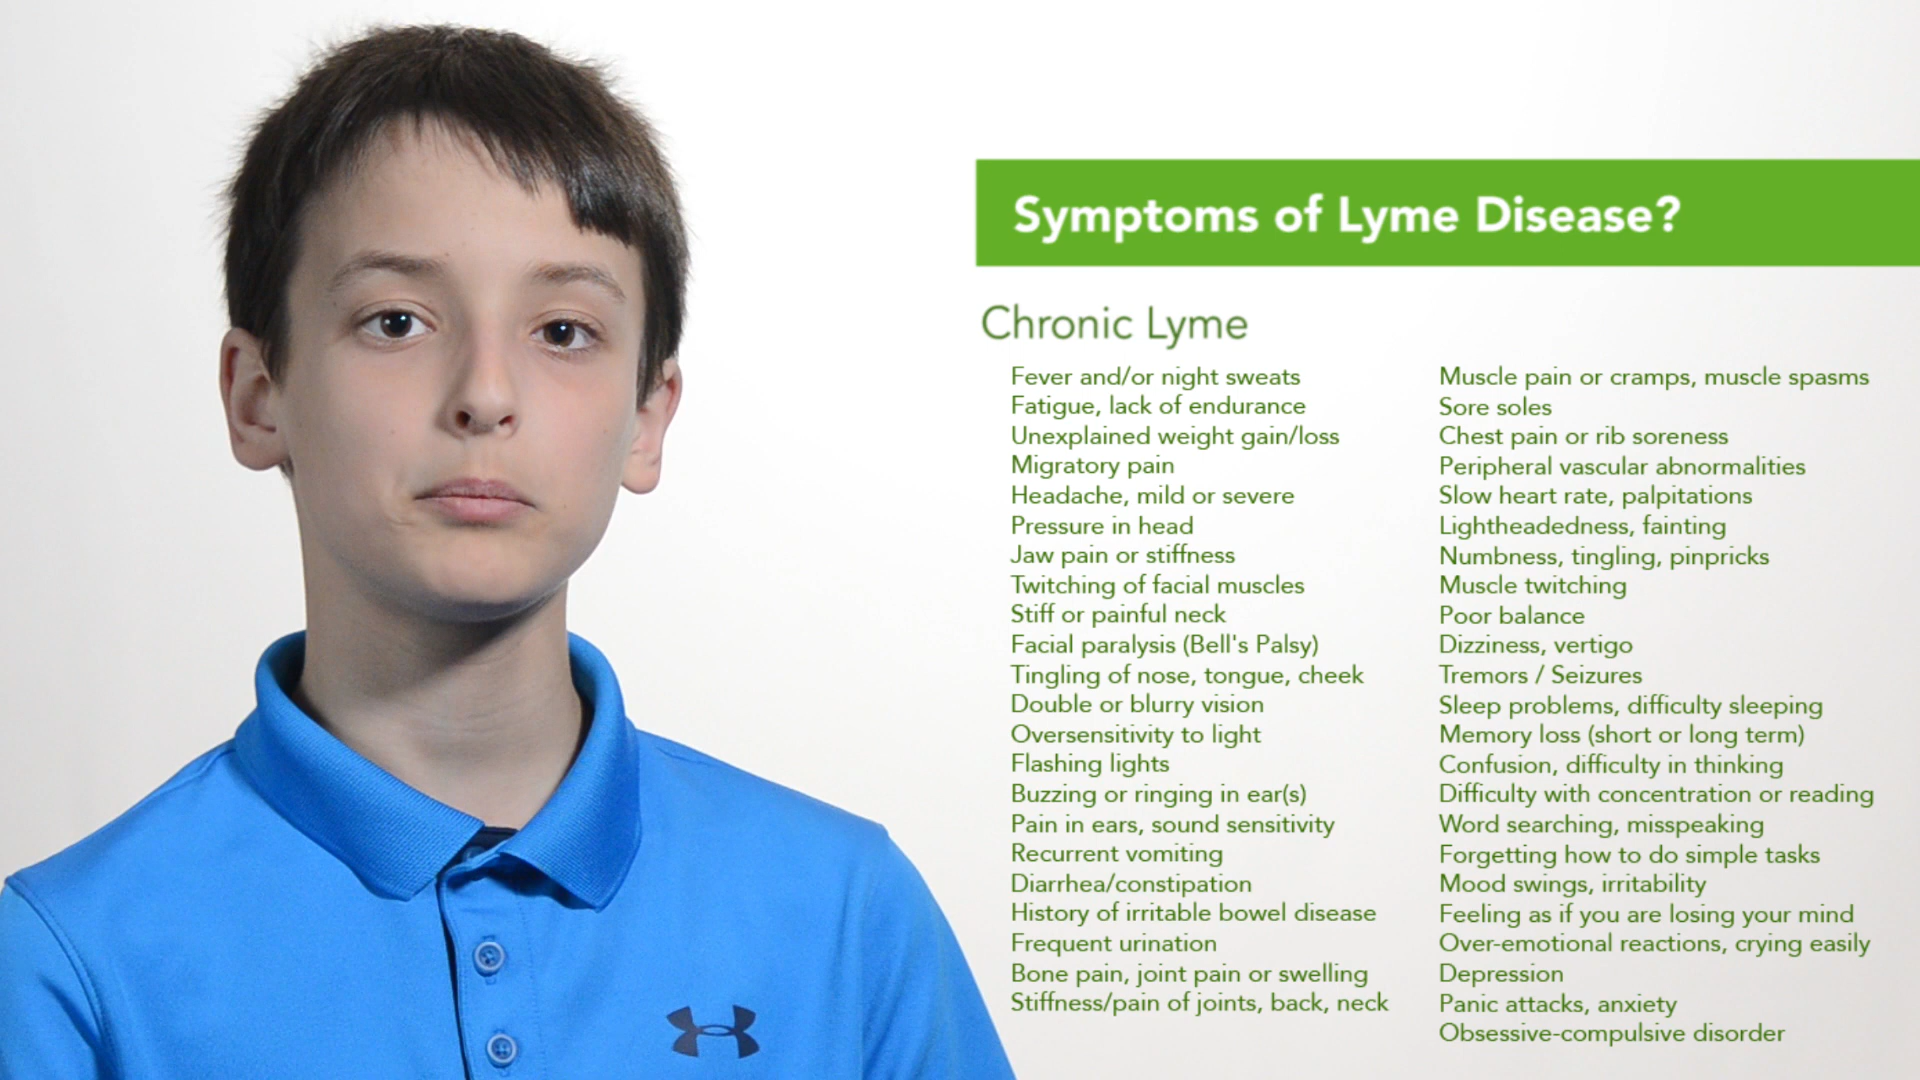 Symptoms of Lyme Disease?
Chronic Lyme
Fever and/or night sweats
Fatigue, lack of endurance
Unexplained weight gain/loss
Migratory pain
Headache, mild or severe
Pressure in head
Jaw pain or stiffness
Twitching of facial muscles
Stiff or painful neck
Facial paralysis (Bell's Palsy)
Tingling of nose, tongue, cheek
Double or blurry vision
Oversensitivity to light
Flashing lights
Buzzing or ringing in ear(s)
Pain in ears, sound sensitivity
Recurrent vomiting
Diarrhea/constipation
History of irritable bowel disease
Frequent urination
Bone pain, joint pain or swelling
Stiffness/pain of joints, back, neck
Muscle pain or cramps, muscle spasms
Sore soles
Chest pain or rib soreness
Peripheral vascular abnormalities
Slow heart rate, palpitations
Lightheadedness, fainting
Numbness, tingling, pinpricks
Muscle twitching
Poor balance
Dizziness, vertigo
Tremors / Seizures
Sleep problems, difficulty sleeping
Memory loss (short or long term)
Confusion, difficulty in thinking
Difficulty with concentration or reading
Word searching, misspeaking
Forgetting how to do simple tasks
Mood swings, irritability
Feeling as if you are losing your mind
Over-emotional reactions, crying easily
Depression
Panic attacks, anxiety
Obsessive-compulsive disorder